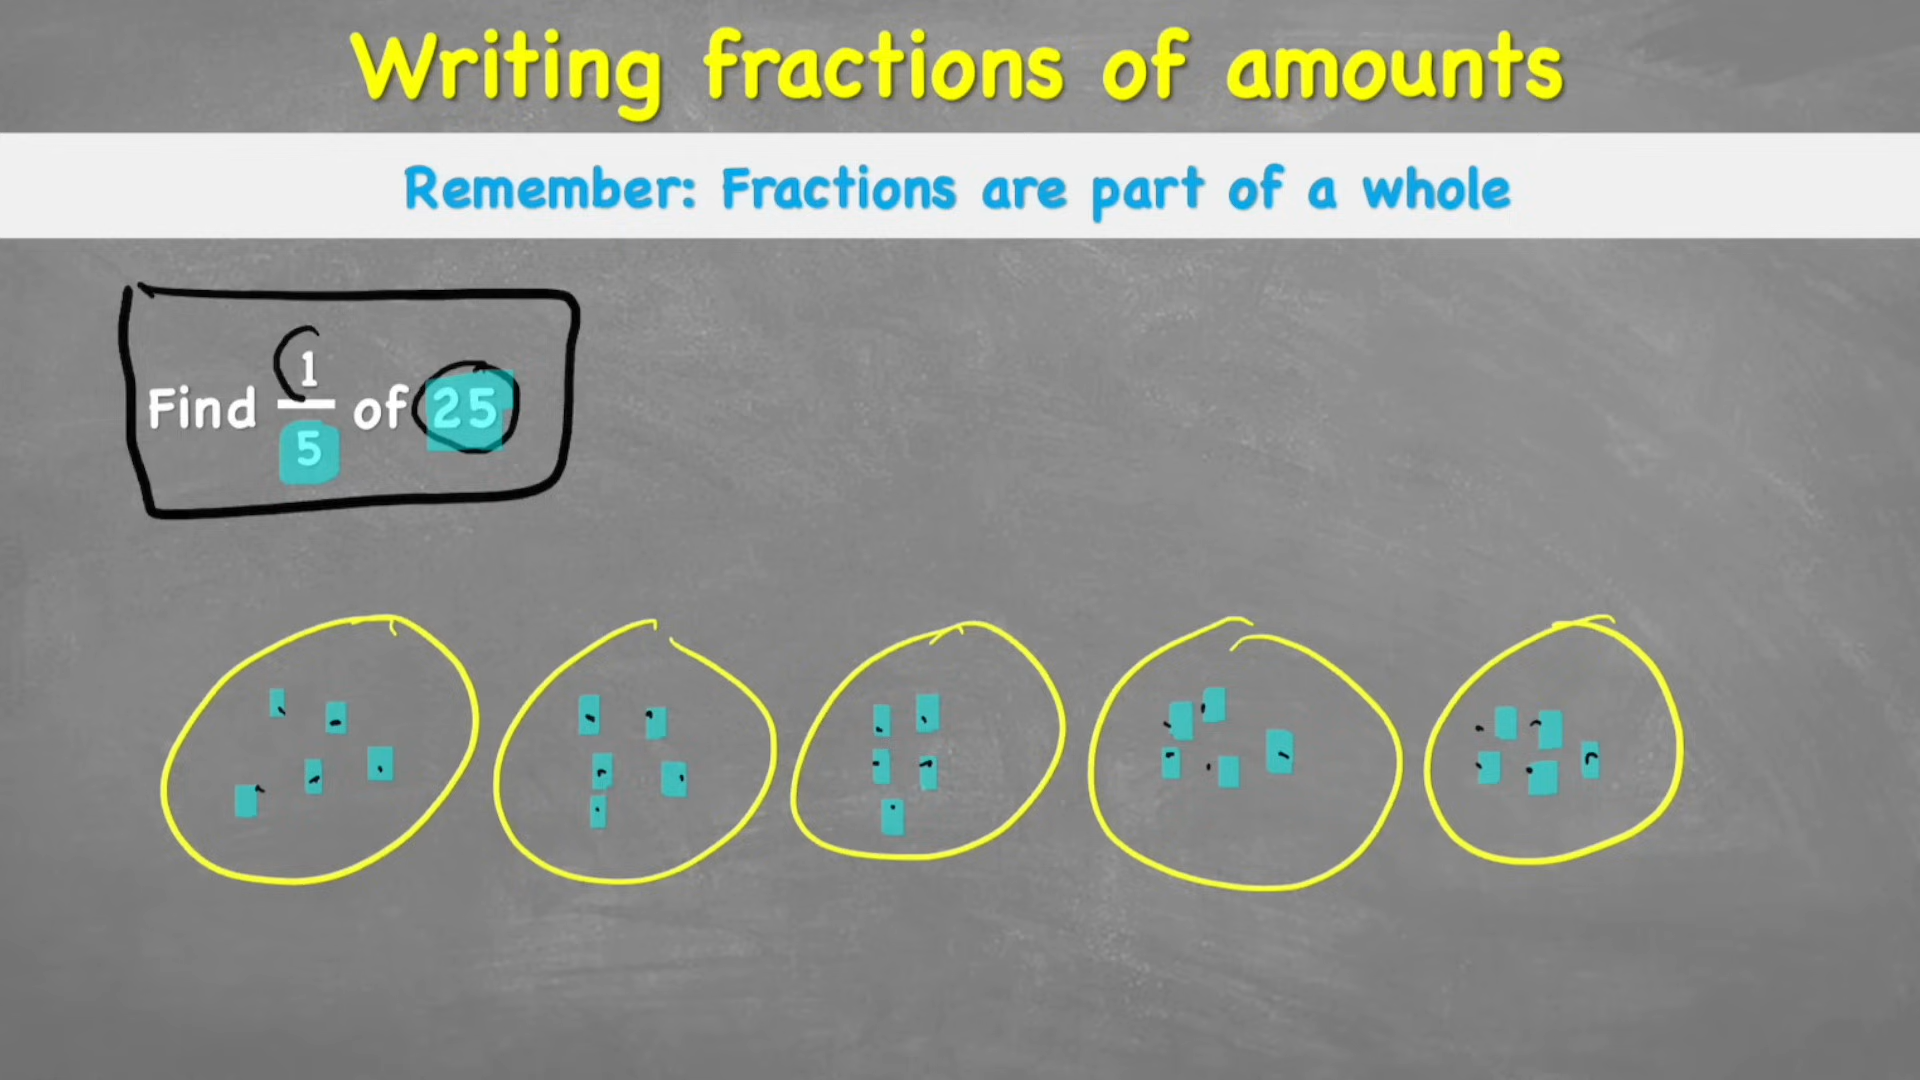 Writing fractions of amounts
Remember: Fractions are part of a whole
Find 1/5 of 25